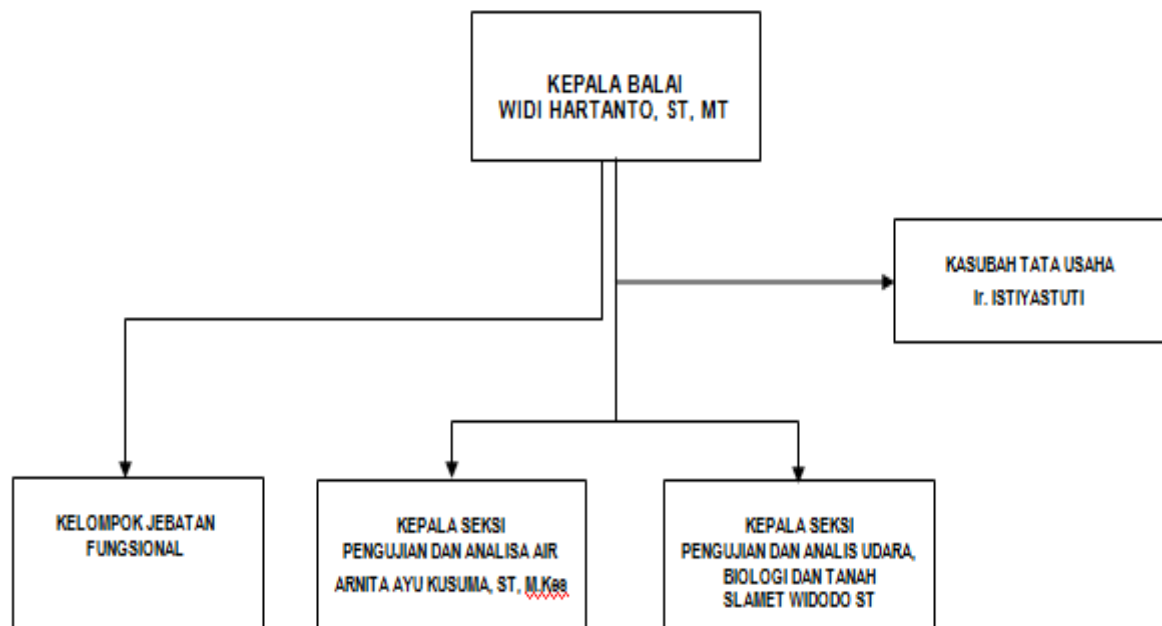 KEPALA BALAI
WIDI HARTANTO, ST, MT
KASUBAH TATA USAHA
Ir. ISTIYASTUTI
KELOMPOK JEBATAN
FUNGSIONAL
KEPALA SEKSI
PENGUJIAN DAN ANALISA AIR
ARNITA AYU KUSUMA, ST, M.Kes
KEPALA SEKSI
PENGUJIAN DAN ANALIS UDARA,
BIOLOGI DAN TANAH
SLAMET WIDODO ST